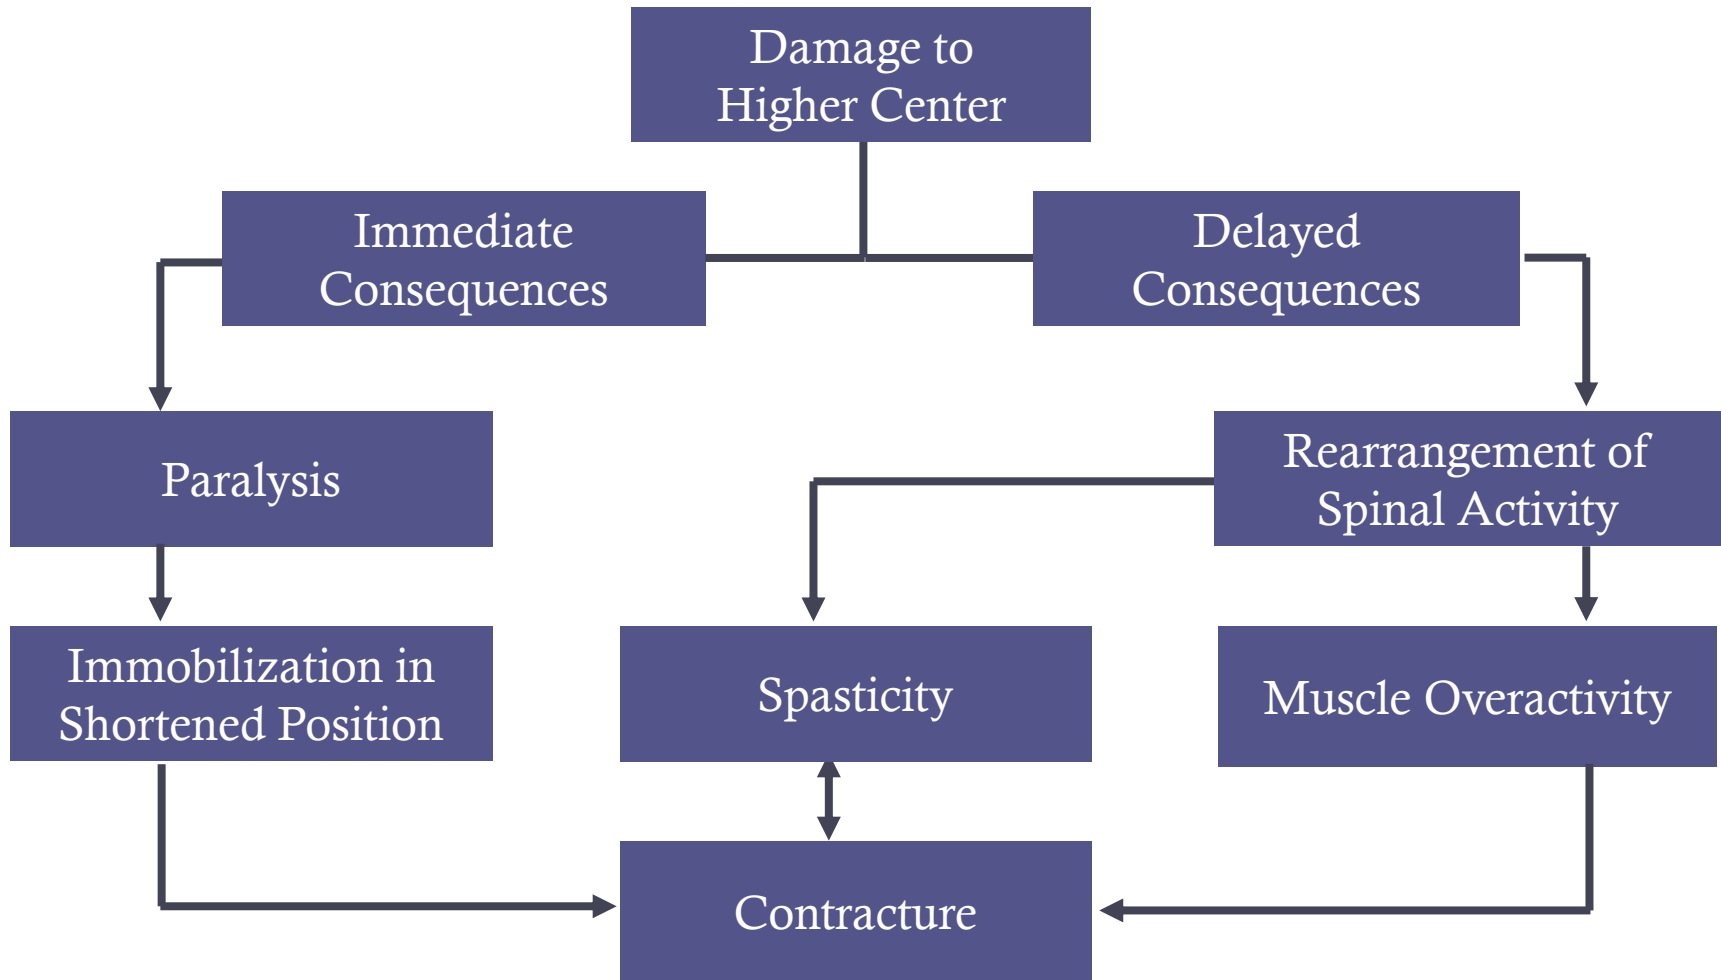 Damage to
Higher Center
Immediate
Consequences
Delayed
Consequences
Paralysis
Rearrangement of
Spinal Activity
Immobilization in
Shortened Position
Spasticity
Muscle Overactivity
Contracture